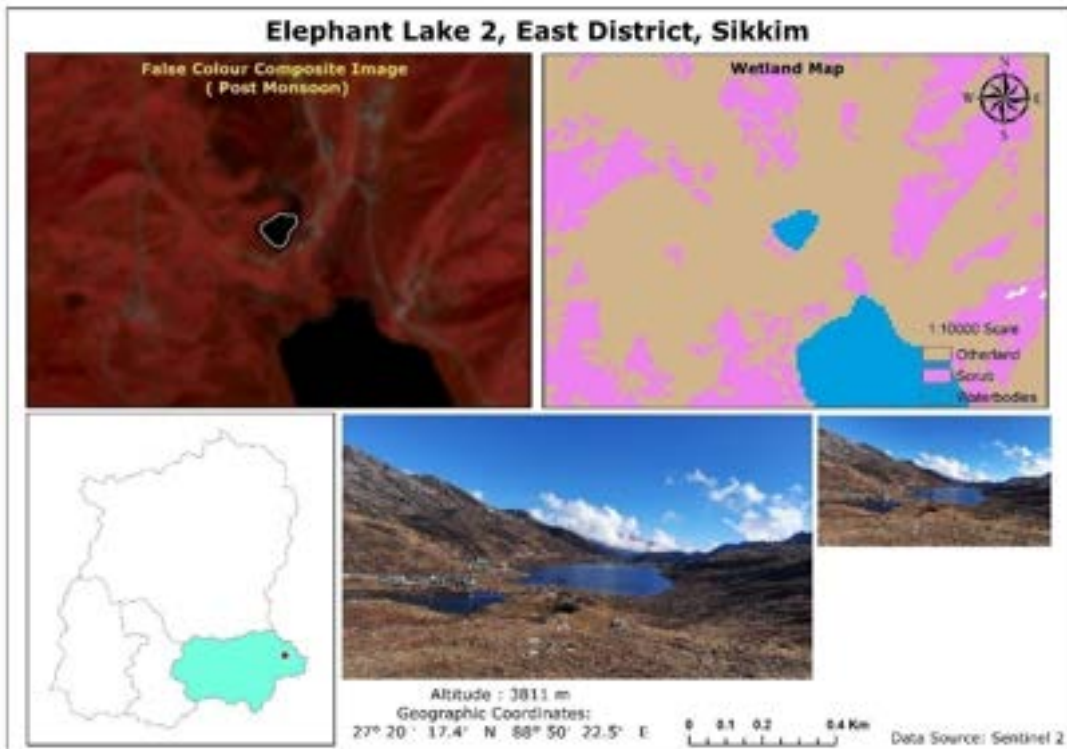 Elephant Lake 2, East District, Sikkim
False Colour Composite Image
( Post Monsoon)
Wetland Map
N
W E
S
1:10000 Scale
Otherland
Scrub
Waterbodies
Altitude : 3811 m
Geographic Coordinates:
27° 20' 17.4" N 88° 50' 22.5" E
0 0.1 0.2 0.4 Km
Data Source: Sentinel 2